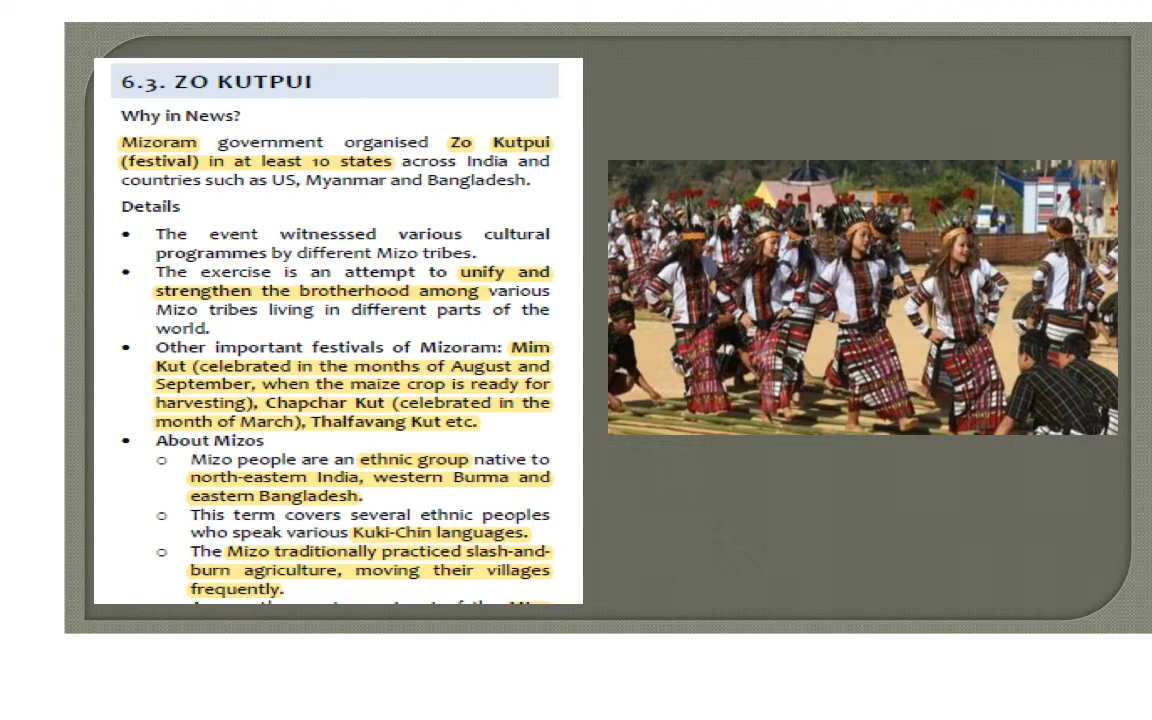 6.3. ZO KUTPUI
Why in News?
Mizoram government organised Zo Kutpui
(festival) in at least 10 states across India and
countries such as US, Myanmar and Bangladesh.
Details
• The event witnesssed various cultural
programmes by different Mizo tribes.
• The exercise is an attempt to unify and
strengthen the brotherhood among various
Mizo tribes living in different parts of the
world.
• Other important festivals of Mizoram: Mim
Kut (celebrated in the months of August and
September, when the maize crop is ready for
harvesting), Chapchar Kut (celebrated in the
month of March), Thalfavang Kut etc.
• About Mizos
o Mizo people are an ethnic group native to
north-eastern India, western Burma and
eastern Bangladesh.
o This term covers several ethnic peoples
who speak various Kuki-Chin languages.
o The Mizo traditionally practiced slash-and-
burn agriculture, moving their villages
frequently.